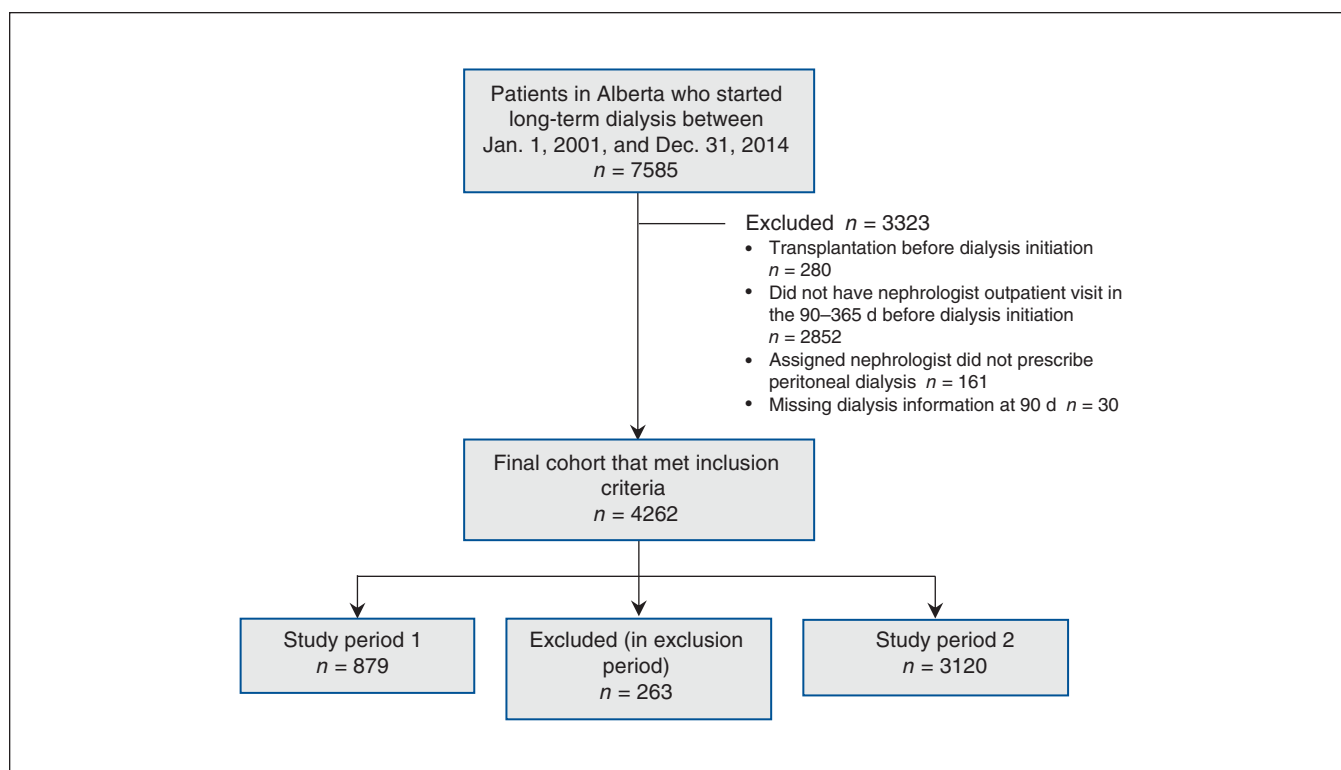 Patients in Alberta who started
long-term dialysis between
Jan. 1, 2001, and Dec. 31, 2014
n = 7585
Excluded n = 3323
• Transplantation before dialysis initiation
n = 280
• Did not have nephrologist outpatient visit in
the 90–365 d before dialysis initiation
n = 2852
• Assigned nephrologist did not prescribe
peritoneal dialysis n = 161
• Missing dialysis information at 90 d n = 30
Final cohort that met inclusion
criteria
n = 4262
Study period 1
n = 879
Excluded (in exclusion
period)
n = 263
Study period 2
n = 3120